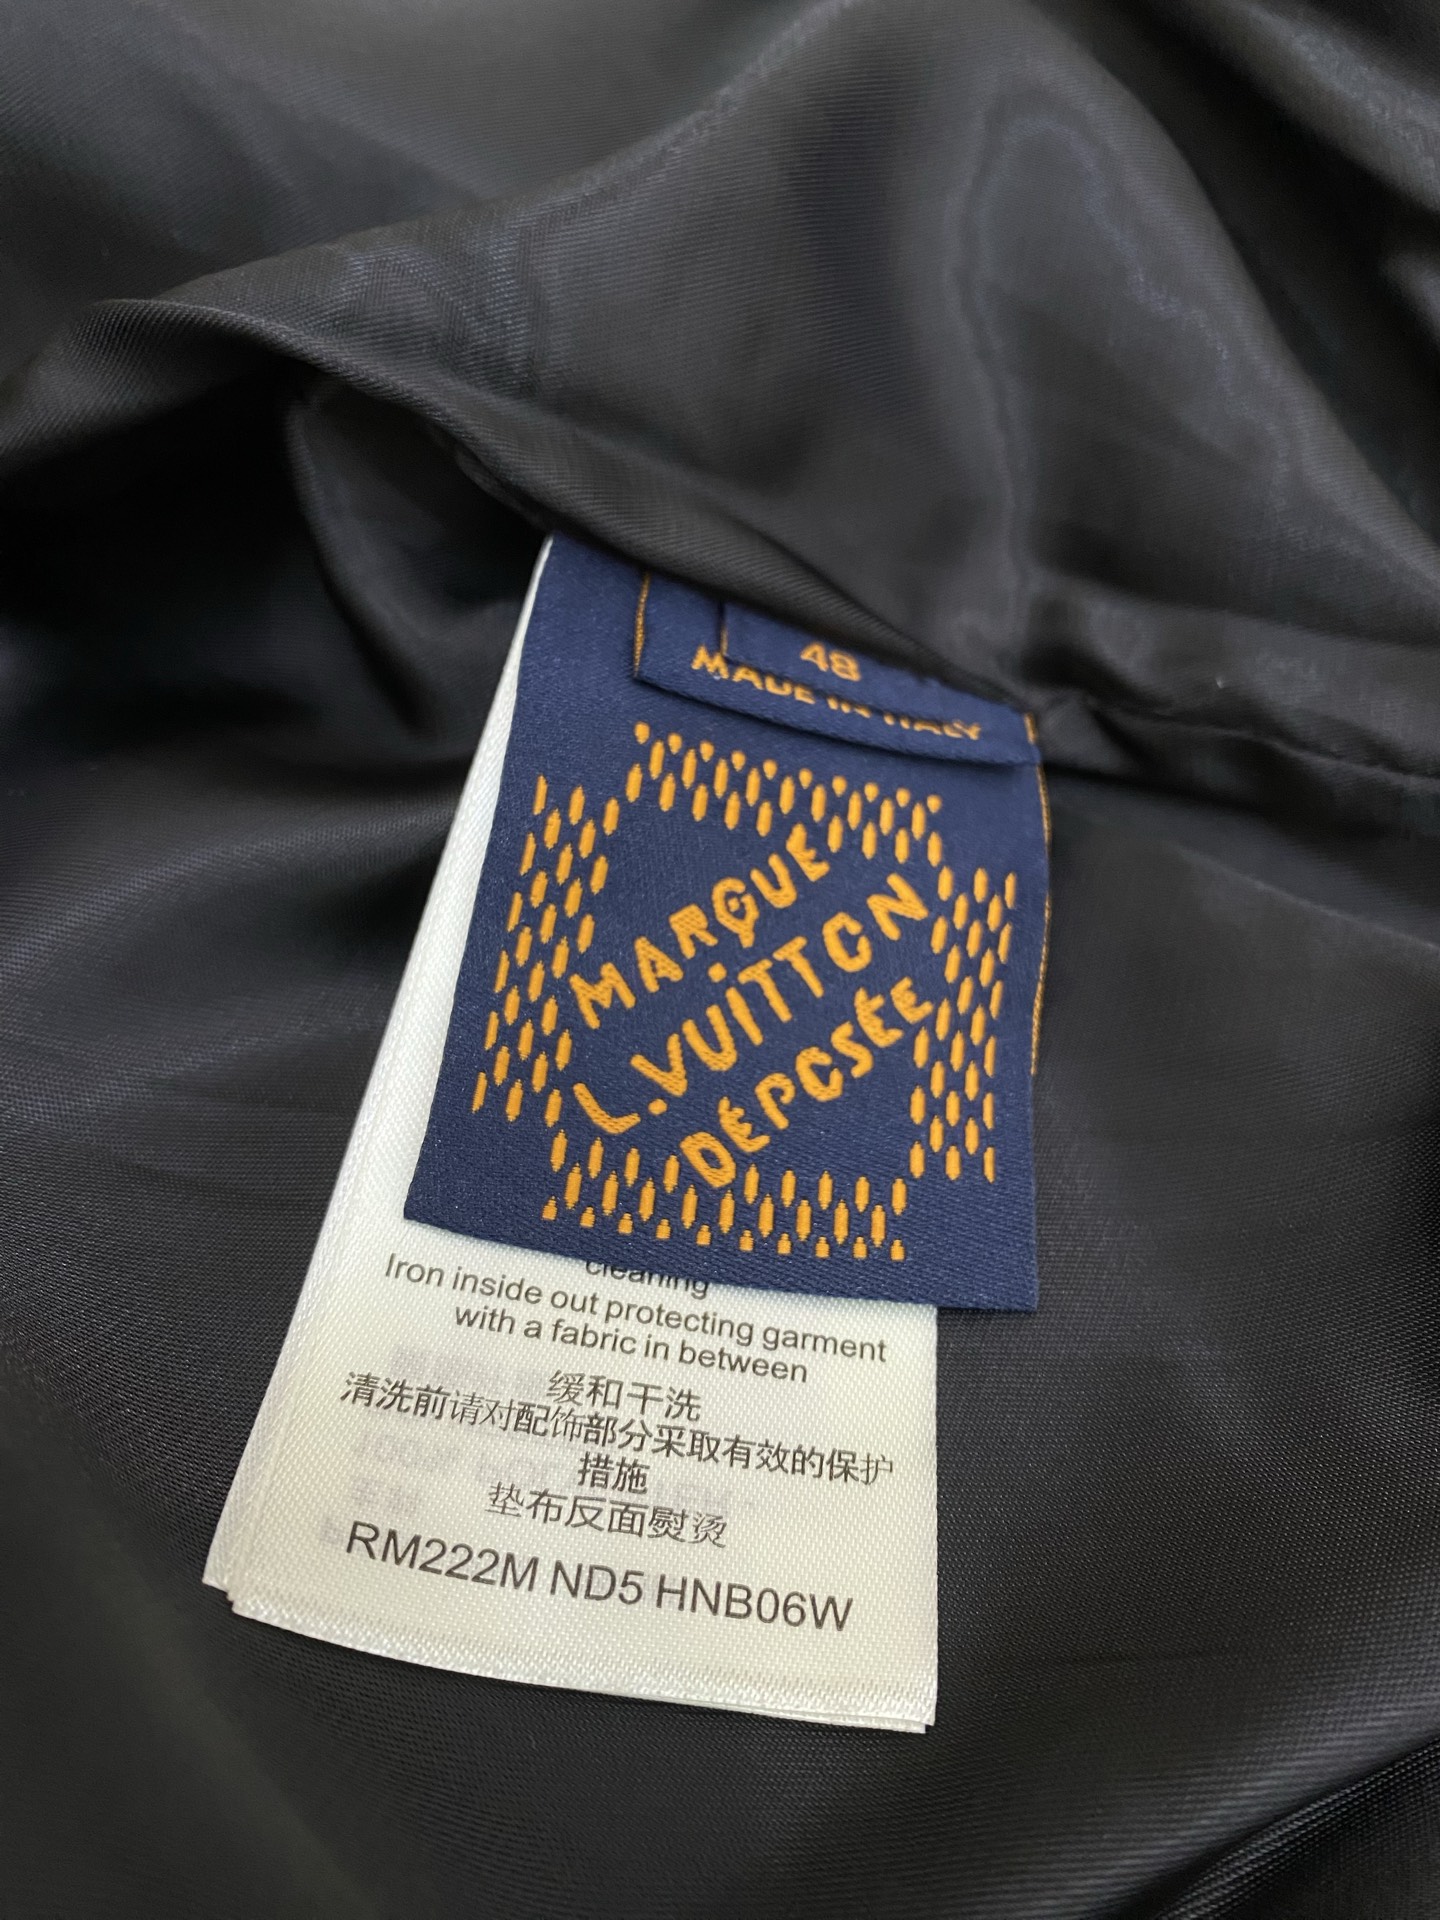 48
MADE IN ITALY
MARQUE
L.VUITTON
DÉPOSÉE
cleaning
Iron inside out protecting garment
with a fabric in between
缓和干洗
清洗前请对配饰部分采取有效的保护
措施
垫布反面熨烫
RM222M ND5 HNB06W